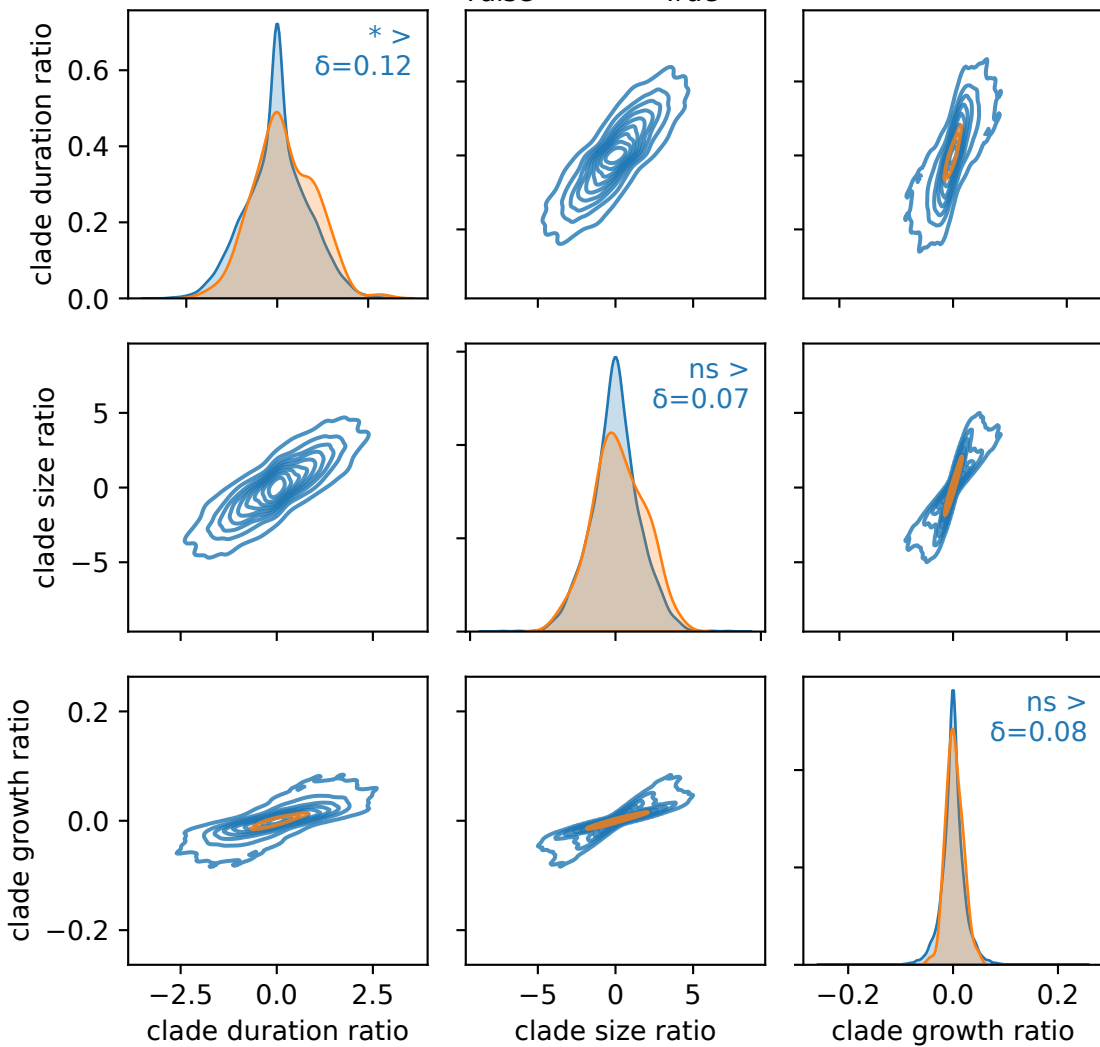 clade duration ratio
0.6
0.4
0.2
0.0
* >
δ=0.12
clade size ratio
5
0
−5
ns >
δ=0.07
clade growth ratio
0.2
0.0
−0.2
ns >
δ=0.08
−2.5 0.0 2.5
−5 0 5
−0.2 0.0 0.2
clade duration ratio
clade size ratio
clade growth ratio